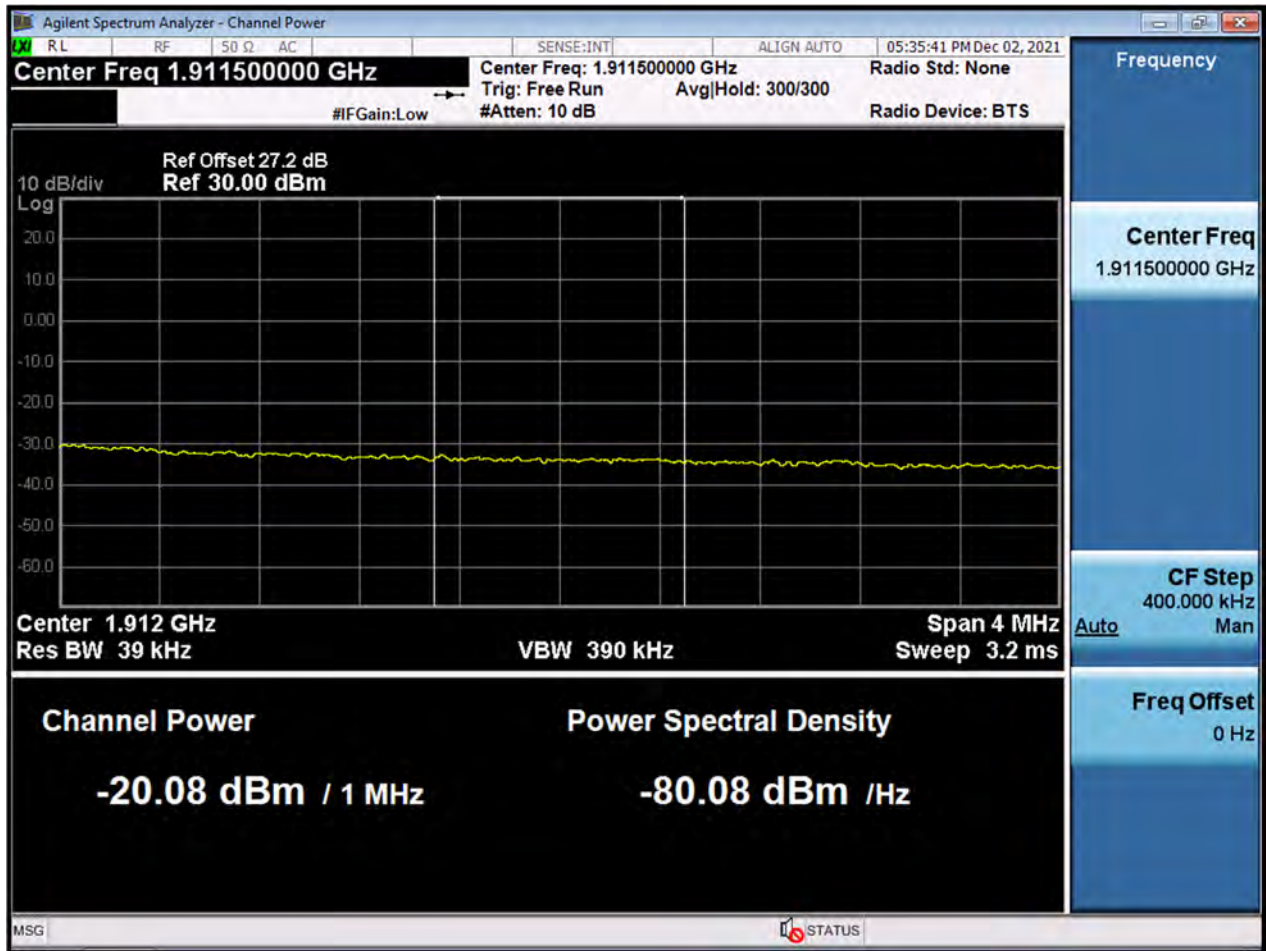 Agilent Spectrum Analyzer - Channel Power
LXI RL RF 50 Ω AC SENSE:INT ALIGN AUTO 05:35:41 PM Dec 02, 2021
Center Freq 1.911500000 GHz
Center Freq: 1.911500000 GHz Radio Std: None
Trig: Free Run Avg|Hold: 300/300
#IFGain:Low #Atten: 10 dB Radio Device: BTS
Ref Offset 27.2 dB
10 dB/div Ref 30.00 dBm
Log
20.0
10.0
0.00
-10.0
-20.0
-30.0
-40.0
-50.0
-60.0
Center 1.912 GHz Span 4 MHz
Res BW 39 kHz VBW 390 kHz Sweep 3.2 ms
Channel Power Power Spectral Density
-20.08 dBm / 1 MHz -80.08 dBm /Hz
MSG STATUS
Frequency
Center Freq
1.911500000 GHz
CF Step
400.000 kHz
Auto Man
Freq Offset
0 Hz